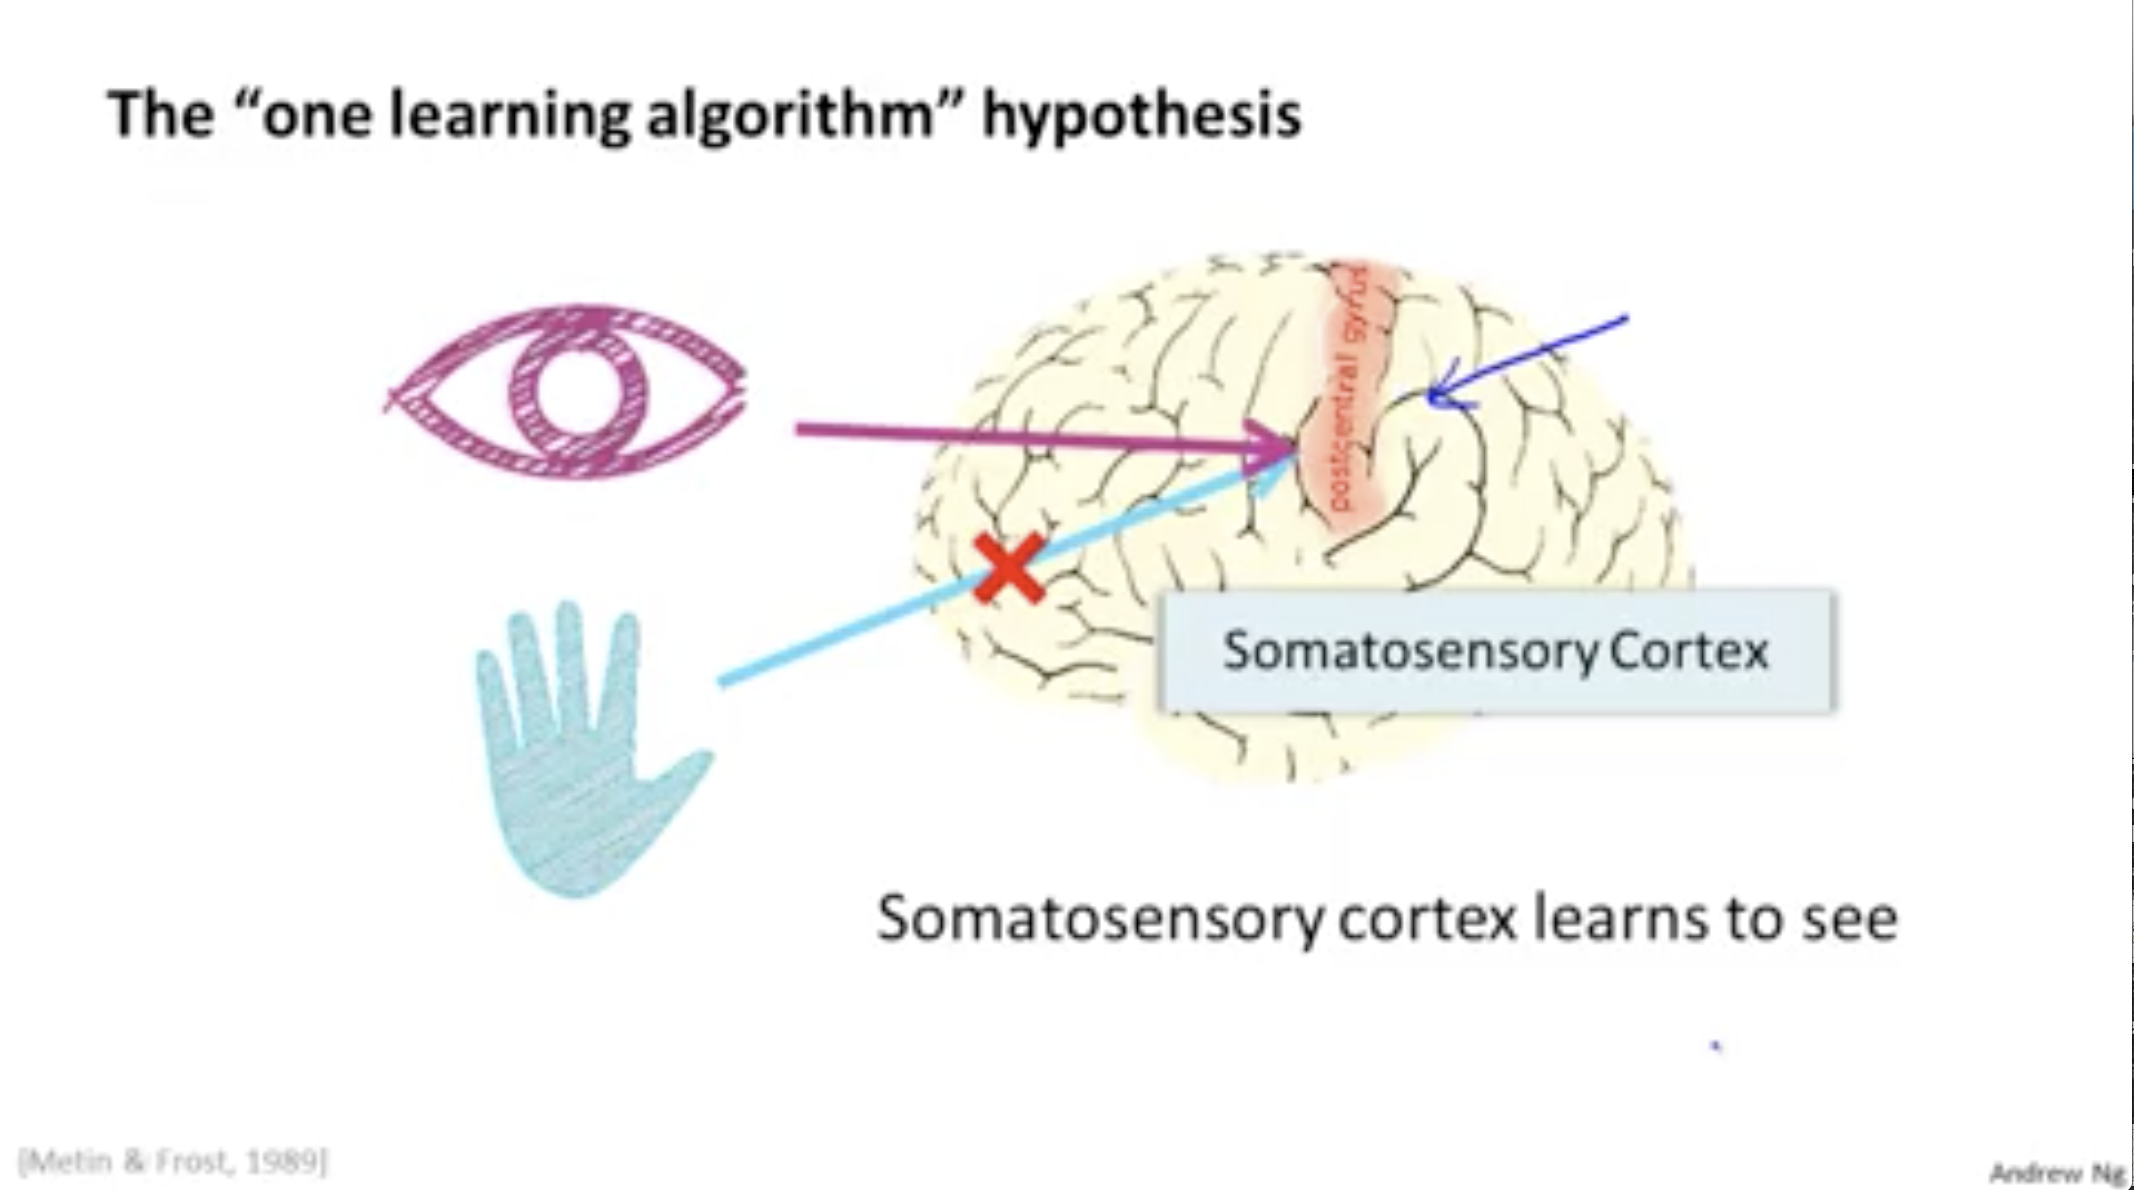 The “one learning algorithm” hypothesis
postcentral gyrus
Somatosensory Cortex
Somatosensory cortex learns to see
[Metin & Frost, 1989]
Andrew Ng